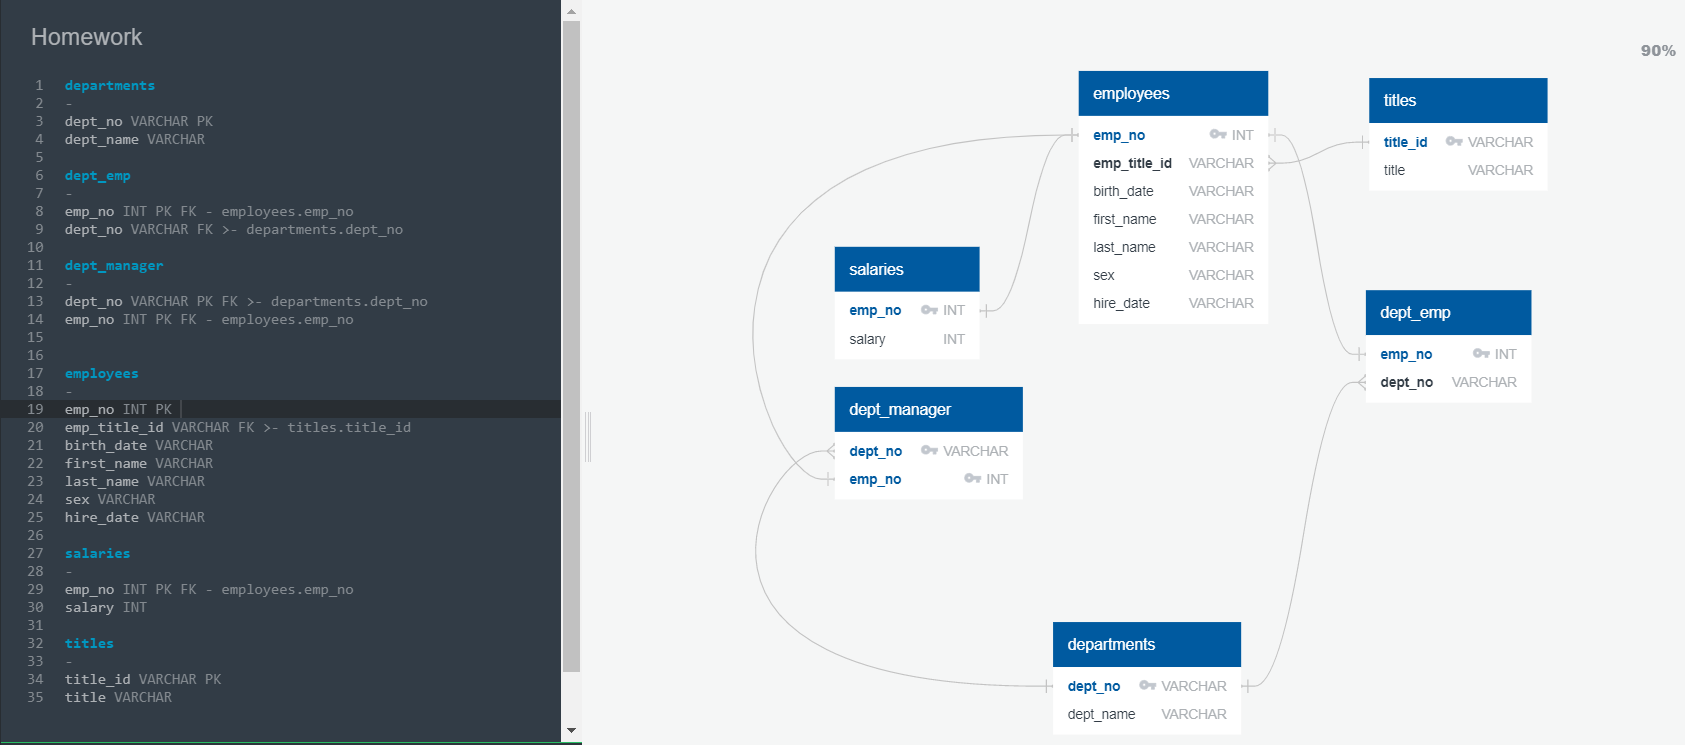 Homework
1 departments
2 -
3 dept_no VARCHAR PK
4 dept_name VARCHAR
5
6 dept_emp
7 -
8 emp_no INT PK FK - employees.emp_no
9 dept_no VARCHAR FK >- departments.dept_no
10
11 dept_manager
12 -
13 dept_no VARCHAR PK FK >- departments.dept_no
14 emp_no INT PK FK - employees.emp_no
15
16
17 employees
18 -
19 emp_no INT PK
20 emp_title_id VARCHAR FK >- titles.title_id
21 birth_date VARCHAR
22 first_name VARCHAR
23 last_name VARCHAR
24 sex VARCHAR
25 hire_date VARCHAR
26
27 salaries
28 -
29 emp_no INT PK FK - employees.emp_no
30 salary INT
31
32 titles
33 -
34 title_id VARCHAR PK
35 title VARCHAR
90%
employees
emp_no INT
emp_title_id VARCHAR
birth_date VARCHAR
first_name VARCHAR
last_name VARCHAR
sex VARCHAR
hire_date VARCHAR
titles
title_id VARCHAR
title VARCHAR
salaries
emp_no INT
salary INT
dept_emp
emp_no INT
dept_no VARCHAR
dept_manager
dept_no VARCHAR
emp_no INT
departments
dept_no VARCHAR
dept_name VARCHAR